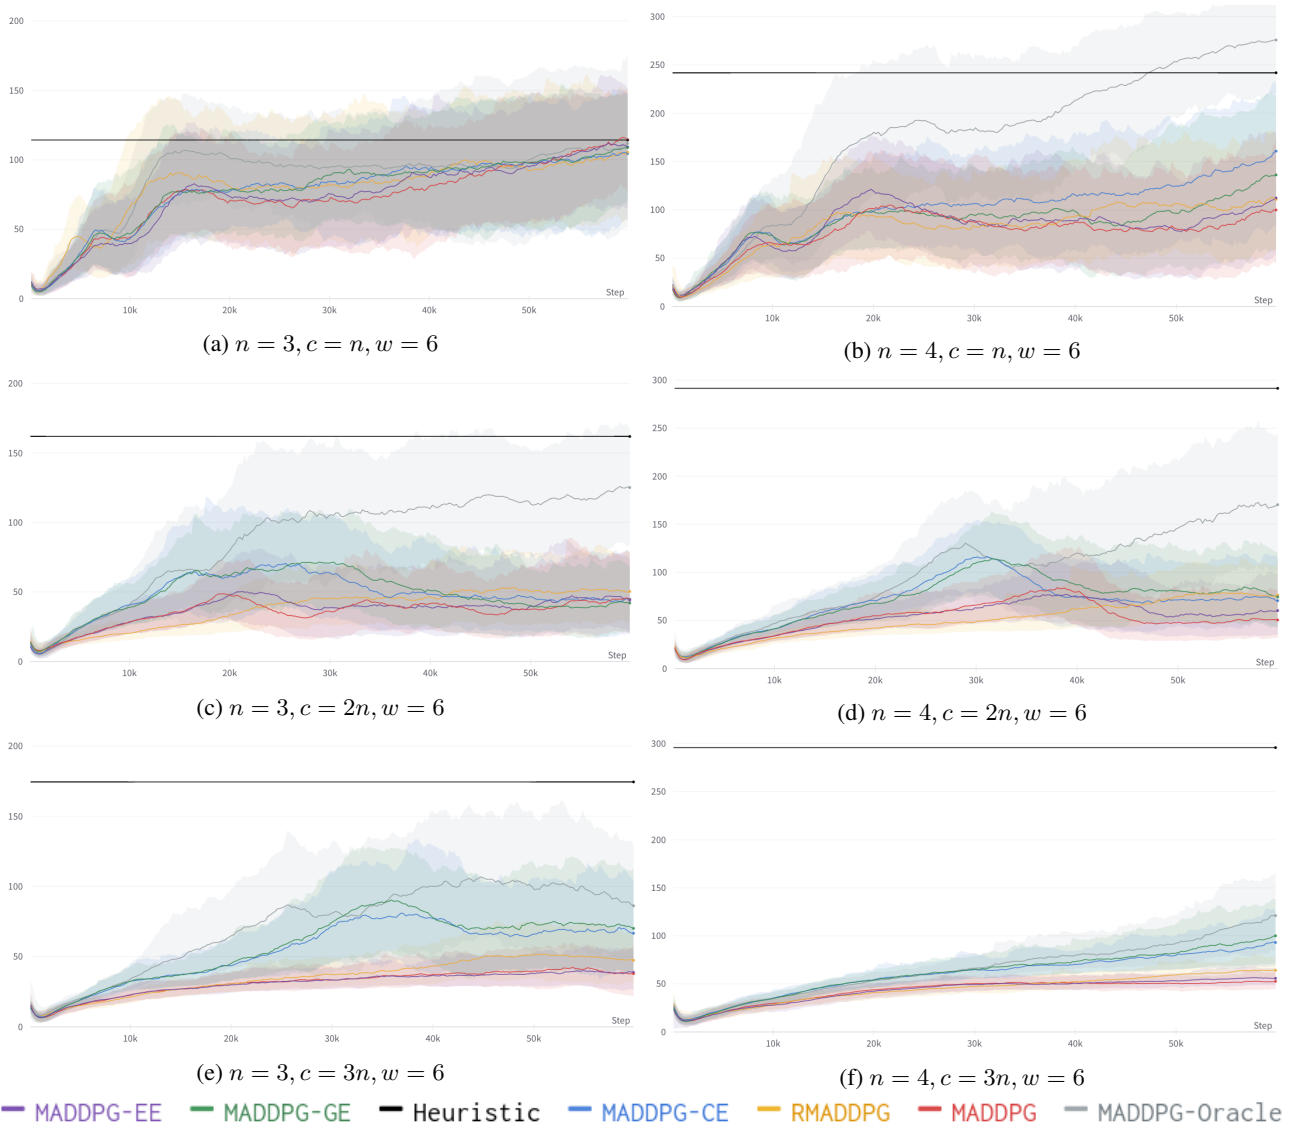 200
150
100
50
0
10k 20k 30k 40k 50k
Step
(a) n = 3, c = n, w = 6
300
250
200
150
100
50
0
10k 20k 30k 40k 50k
Step
(b) n = 4, c = n, w = 6
200
150
100
50
0
10k 20k 30k 40k 50k
Step
(c) n = 3, c = 2n, w = 6
300
250
200
150
100
50
0
10k 20k 30k 40k 50k
Step
(d) n = 4, c = 2n, w = 6
200
150
100
50
0
10k 20k 30k 40k 50k
Step
(e) n = 3, c = 3n, w = 6
300
250
200
150
100
50
0
10k 20k 30k 40k 50k
Step
(f) n = 4, c = 3n, w = 6
MADDPG-EE MADDPG-GE Heuristic MADDPG-CE RMADDPG MADDPG MADDPG-Oracle